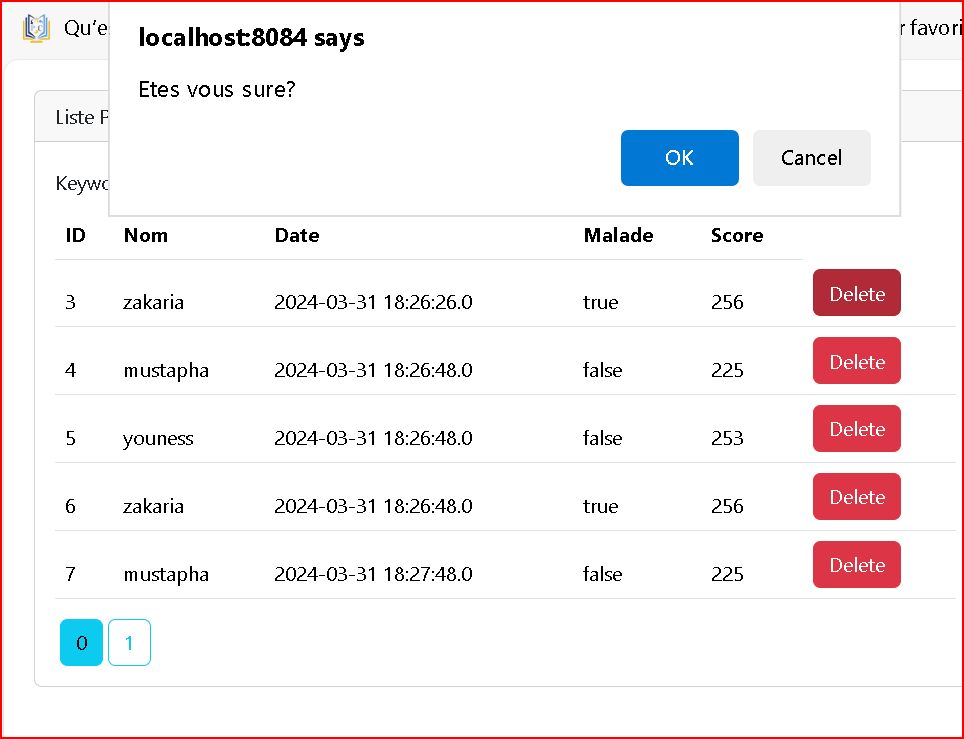 Qu'e
r favori
localhost:8084 says
Etes vous sure?
OK Cancel
Liste P
Keywo
ID Nom Date Malade Score
3 zakaria 2024-03-31 18:26:26.0 true 256 Delete
4 mustapha 2024-03-31 18:26:48.0 false 225 Delete
5 youness 2024-03-31 18:26:48.0 false 253 Delete
6 zakaria 2024-03-31 18:26:48.0 true 256 Delete
7 mustapha 2024-03-31 18:27:48.0 false 225 Delete
0 1